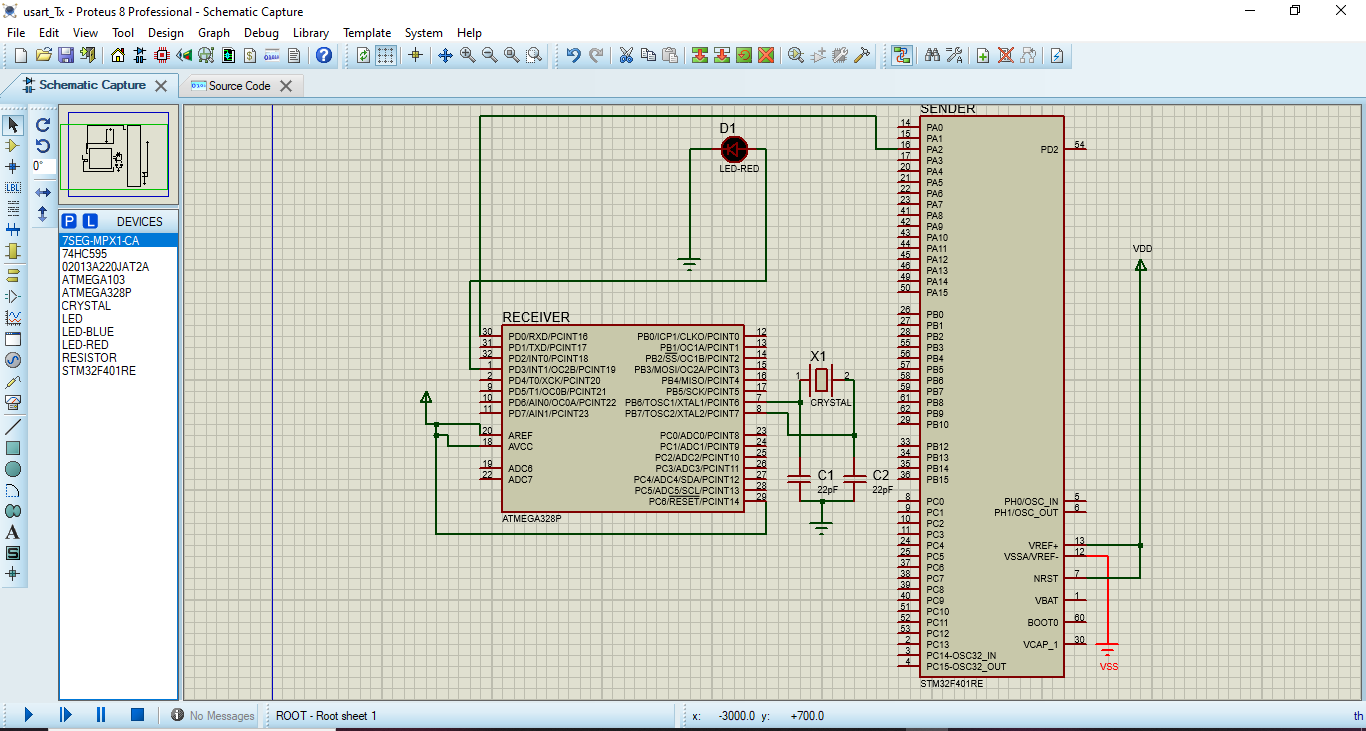 usart_Tx - Proteus 8 Professional - Schematic Capture
File Edit View Tool Design Graph Debug Library Template System Help
Schematic Capture
Source Code
0°
LBL
P L DEVICES
7SEG-MPX1-CA
74HC595
02013A220JAT2A
ATMEGA103
ATMEGA328P
CRYSTAL
LED
LED-BLUE
LED-RED
RESISTOR
STM32F401RE
D1
LED-RED
RECEIVER
30 PD0/RXD/PCINT16 PB0/ICP1/CLKO/PCINT0 12
31 PD1/TXD/PCINT17 PB1/OC1A/PCINT1 13
32 PD2/INT0/PCINT18 PB2/SS/OC1B/PCINT2 14
1 PD3/INT1/OC2B/PCINT19 PB3/MOSI/OC2A/PCINT3 15
2 PD4/T0/XCK/PCINT20 PB4/MISO/PCINT4 16
9 PD5/T1/OC0B/PCINT21 PB5/SCK/PCINT5 17
10 PD6/AIN0/OC0A/PCINT22 PB6/TOSC1/XTAL1/PCINT6 7
11 PD7/AIN1/PCINT23 PB7/TOSC2/XTAL2/PCINT7 8
20 AREF PC0/ADC0/PCINT8 23
18 AVCC PC1/ADC1/PCINT9 24
PC2/ADC2/PCINT10 25
19 ADC6 PC3/ADC3/PCINT11 26
22 ADC7 PC4/ADC4/SDA/PCINT12 27
PC5/ADC5/SCL/PCINT13 28
PC6/RESET/PCINT14 29
ATMEGA328P
X1
1 2
CRYSTAL
C1
22pF
C2
22pF
SENDER
14 PA0
15 PA1
16 PA2 PD2 54
17 PA3
20 PA4
21 PA5
22 PA6
23 PA7
41 PA8
42 PA9
43 PA10
44 PA11
45 PA12
46 PA13
49 PA14
50 PA15
26 PB0
27 PB1
28 PB2
55 PB3
56 PB4
57 PB5
58 PB6
59 PB7
61 PB8
62 PB9
29 PB10
33 PB12
34 PB13
35 PB14
36 PB15
8 PC0 PH0/OSC_IN 5
9 PC1 PH1/OSC_OUT 6
10 PC2
11 PC3
24 PC4 VREF+ 13
25 PC5 VSSA/VREF- 12
37 PC6
38 PC7 NRST 7
39 PC8
40 PC9 VBAT 1
51 PC10
52 PC11 BOOT0 60
53 PC12
2 PC13 VCAP_1 30
3 PC14-OSC32_IN
4 PC15-OSC32_OUT
STM32F401RE
VDD
VSS
No Messages ROOT - Root sheet 1 x: -3000.0 y: +700.0 th